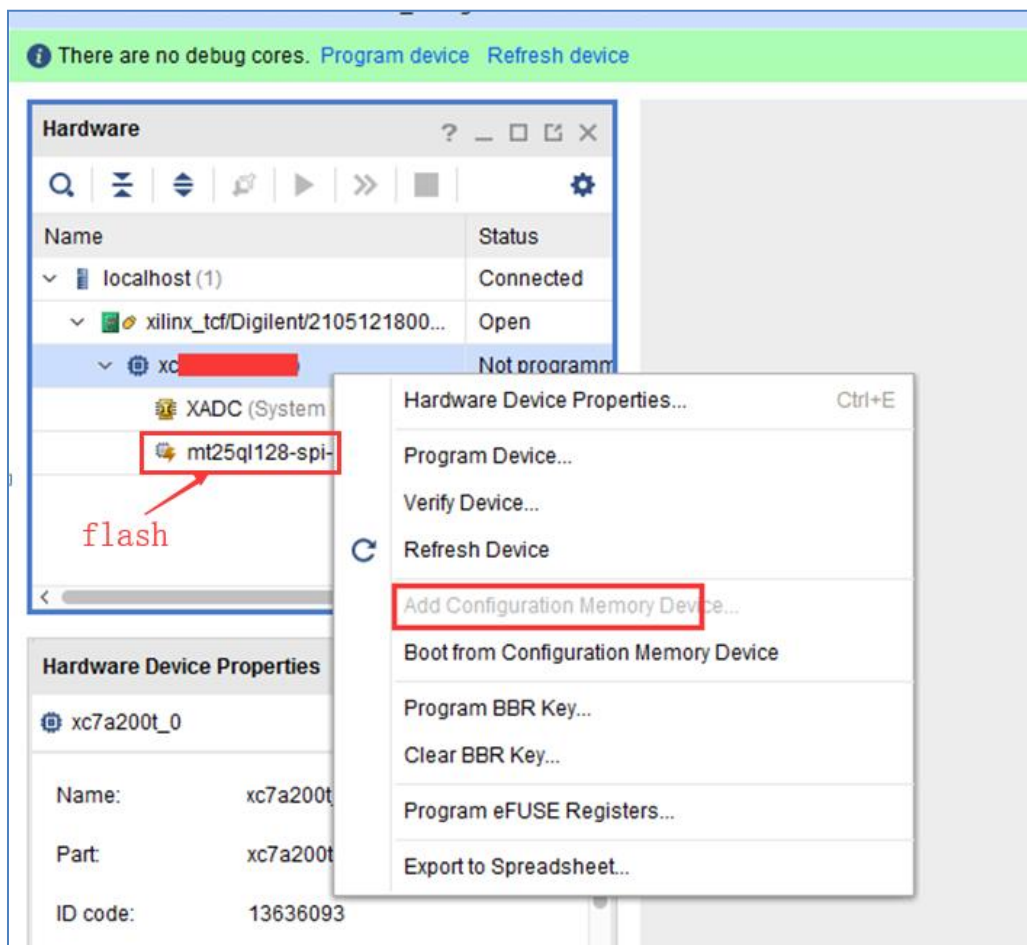 There are no debug cores. Program device Refresh device
Hardware
Name Status
localhost (1) Connected
xilinx_tcf/Digilent/2105121800... Open
xc Not programm
XADC (System
mt25ql128-spi-
flash
Hardware Device Properties... Ctrl+E
Program Device...
Verify Device...
Refresh Device
Add Configuration Memory Device...
Boot from Configuration Memory Device
Program BBR Key...
Clear BBR Key...
Program eFUSE Registers...
Export to Spreadsheet...
Hardware Device Properties
xc7a200t_0
Name: xc7a200t
Part: xc7a200t
ID code: 13636093